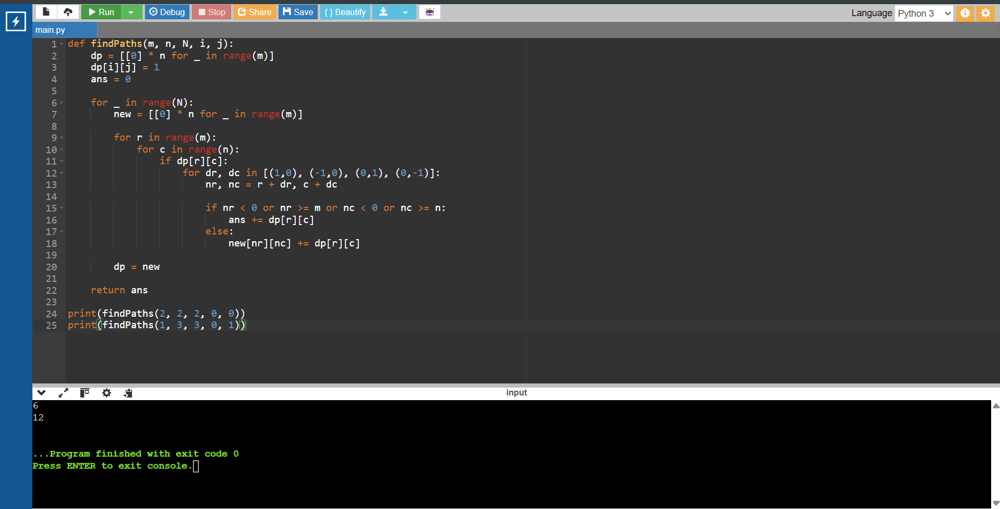 Run Debug Stop Share Save { } Beautify Language Python 3
main.py
1 def findPaths(m, n, N, i, j):
2     dp = [[0] * n for _ in range(m)]
3     dp[i][j] = 1
4     ans = 0
5
6     for _ in range(N):
7         new = [[0] * n for _ in range(m)]
8
9         for r in range(m):
10             for c in range(n):
11                 if dp[r][c]:
12                     for dr, dc in [(1,0), (-1,0), (0,1), (0,-1)]:
13                         nr, nc = r + dr, c + dc
14
15                         if nr < 0 or nr >= m or nc < 0 or nc >= n:
16                             ans += dp[r][c]
17                         else:
18                             new[nr][nc] += dp[r][c]
19
20         dp = new
21
22     return ans
23
24 print(findPaths(2, 2, 2, 0, 0))
25 print(findPaths(1, 3, 3, 0, 1))
input
6
12
...Program finished with exit code 0
Press ENTER to exit console.